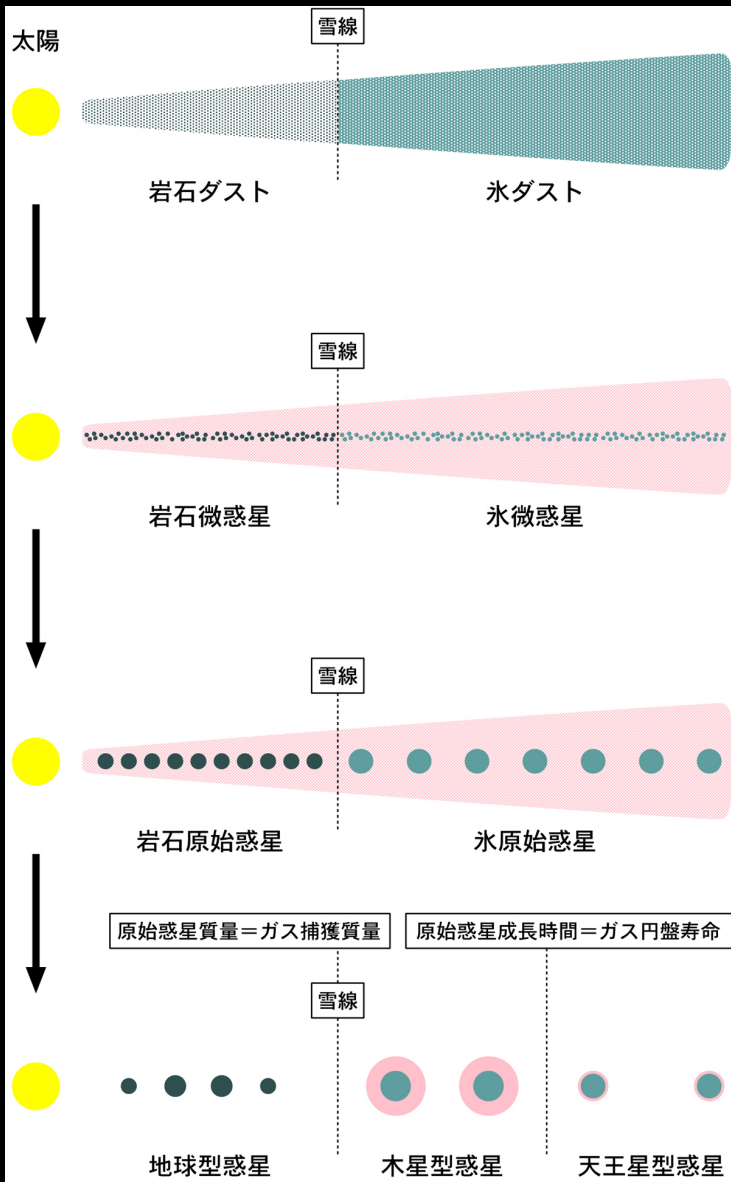 雪線
太陽
岩石ダスト
氷ダスト
雪線
岩石微惑星
氷微惑星
雪線
岩石原始惑星
氷原始惑星
原始惑星質量＝ガス捕獲質量
原始惑星成長時間＝ガス円盤寿命
雪線
地球型惑星
木星型惑星
天王星型惑星